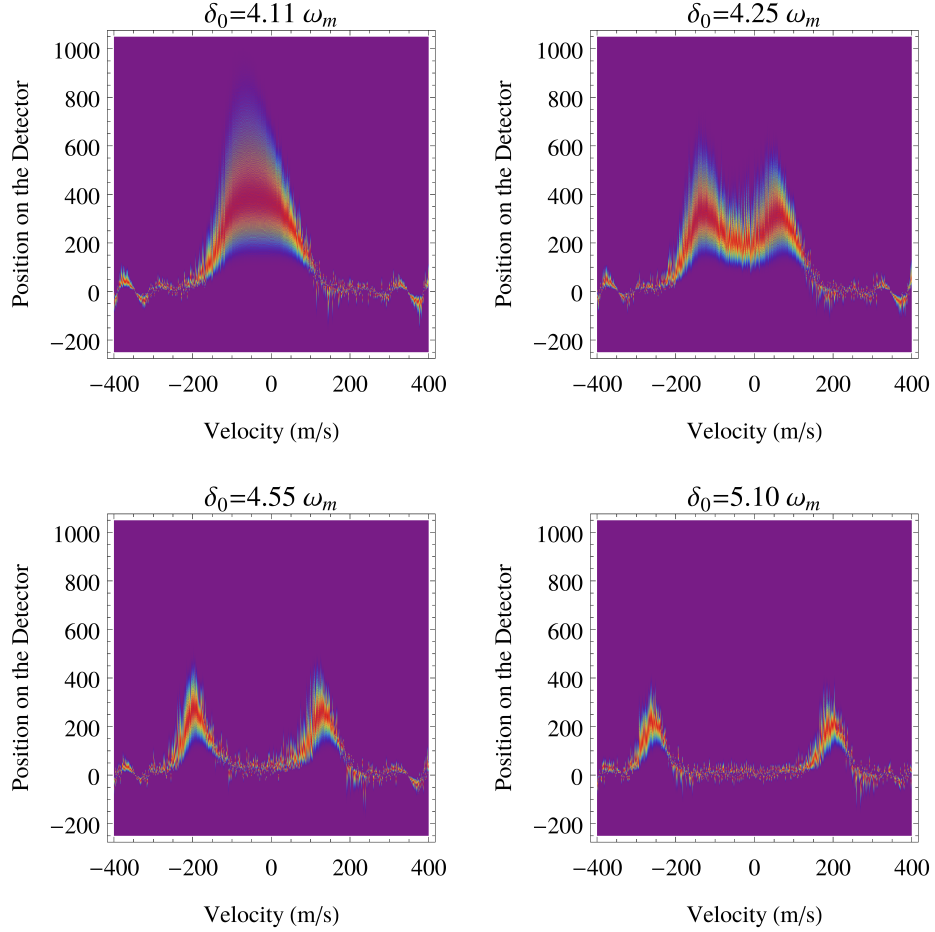 δ₀=4.11 ωₘ
Position on the Detector
1000
800
600
400
200
0
−200
−400 −200 0 200 400
Velocity (m/s)
δ₀=4.25 ωₘ
Position on the Detector
1000
800
600
400
200
0
−200
−400 −200 0 200 400
Velocity (m/s)
δ₀=4.55 ωₘ
Position on the Detector
1000
800
600
400
200
0
−200
−400 −200 0 200 400
Velocity (m/s)
δ₀=5.10 ωₘ
Position on the Detector
1000
800
600
400
200
0
−200
−400 −200 0 200 400
Velocity (m/s)